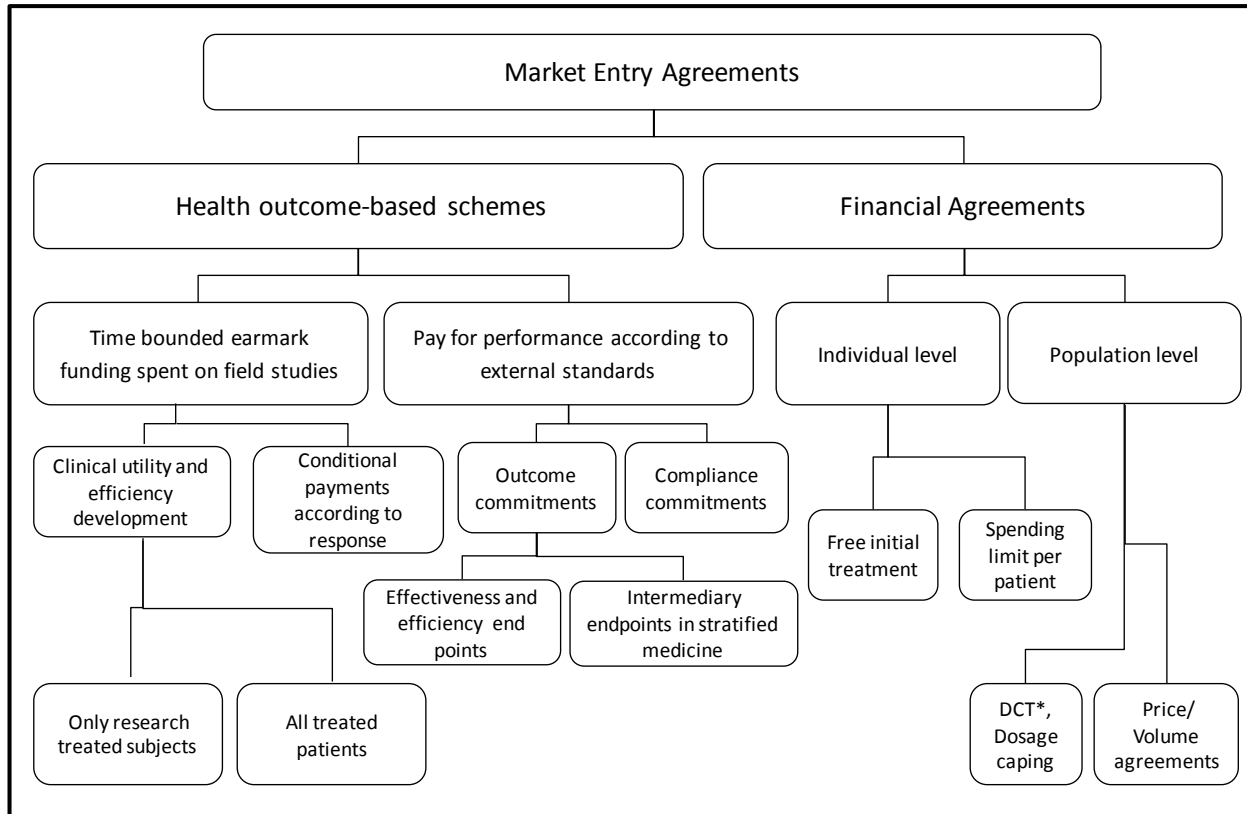 Market Entry Agreements
Health outcome-based schemes
Financial Agreements
Time bounded earmark
funding spent on field studies
Pay for performance according to
external standards
Individual level
Population level
Clinical utility and
efficiency
development
Conditional
payments
according to
response
Outcome
commitments
Compliance
commitments
Free initial
treatment
Spending
limit per
patient
Effectiveness and
efficiency end
points
Intermediary
endpoints in stratified
medicine
Only research
treated subjects
All treated
patients
DCT*,
Dosage
caping
Price/
Volume
agreements